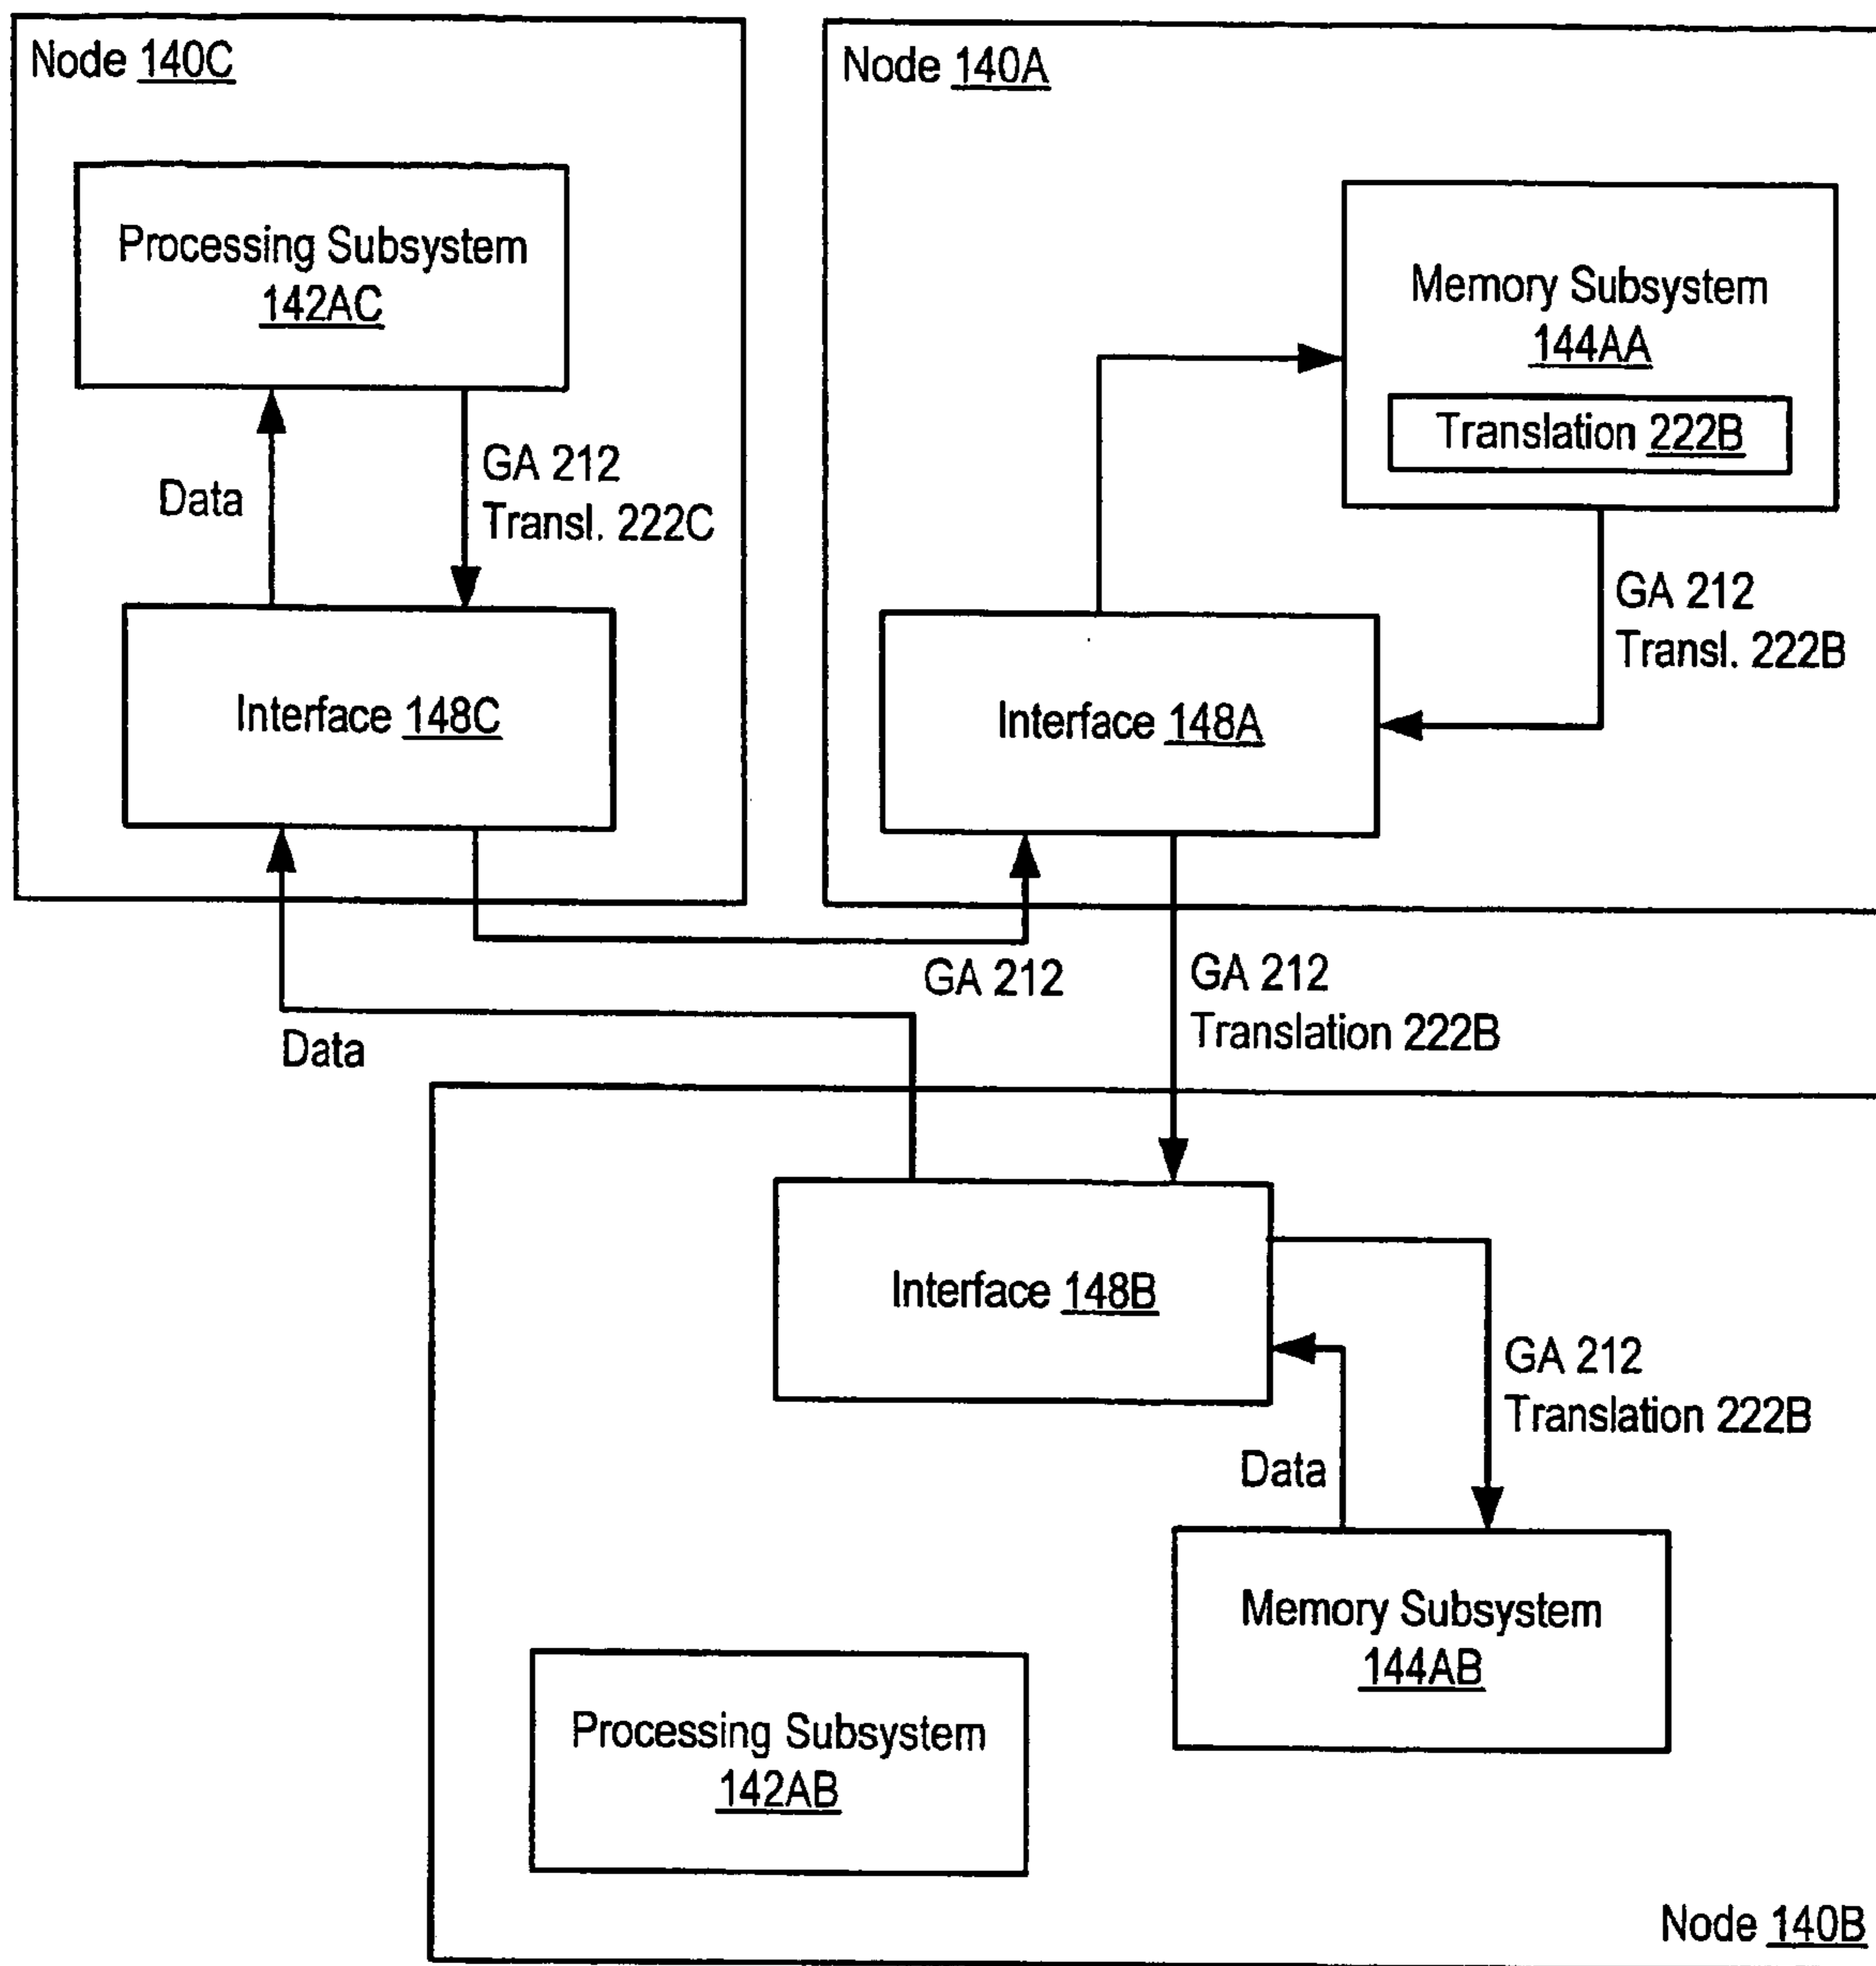 Node 140C
Processing Subsystem
142AC
Data
GA 212
Transl. 222C
Interface 148C
Node 140A
Memory Subsystem
144AA
Translation 222B
GA 212
Transl. 222B
Interface 148A
GA 212
GA 212
Translation 222B
Data
Interface 148B
GA 212
Translation 222B
Data
Memory Subsystem
144AB
Processing Subsystem
142AB
Node 140B